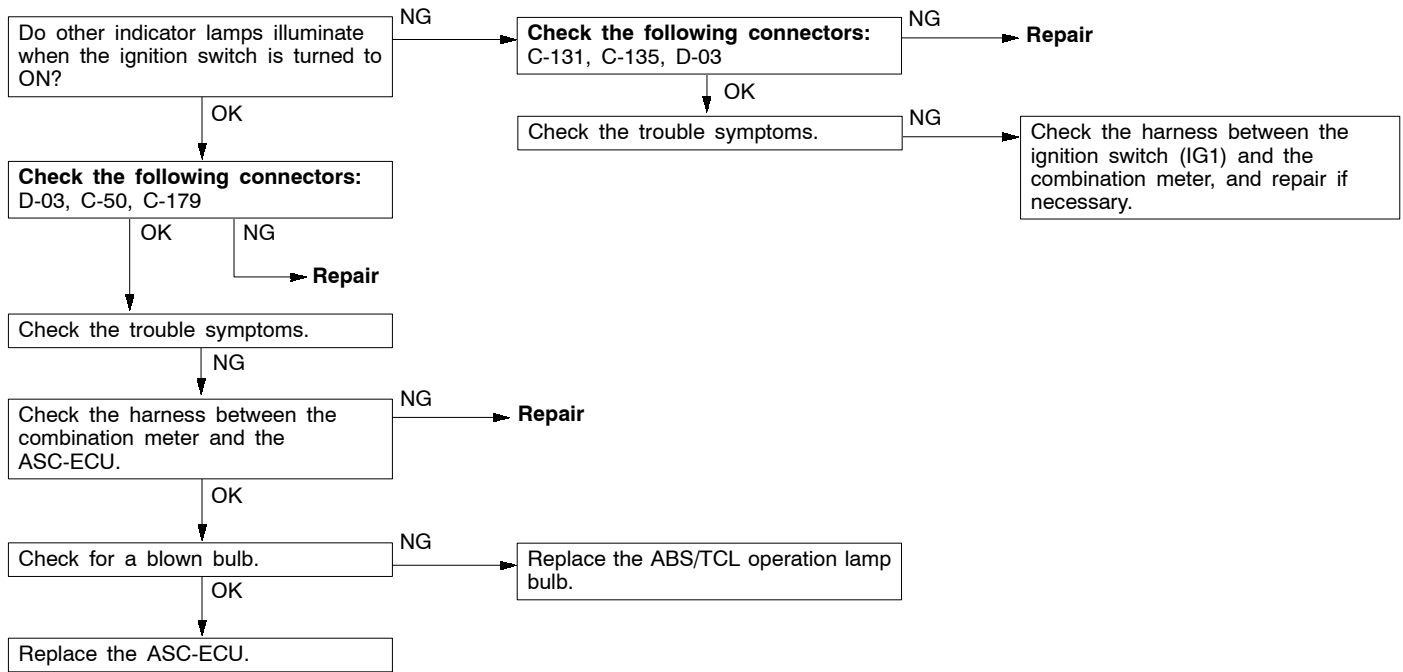 Do other indicator lamps illuminate
when the ignition switch is turned to
ON?
NG
Check the following connectors:
C-131, C-135, D-03
NG
Repair
OK
OK
Check the trouble symptoms.
NG
Check the harness between the
ignition switch (IG1) and the
combination meter, and repair if
necessary.
Check the following connectors:
D-03, C-50, C-179
OK
NG
Repair
Check the trouble symptoms.
NG
Check the harness between the
combination meter and the
ASC-ECU.
NG
Repair
OK
Check for a blown bulb.
NG
Replace the ABS/TCL operation lamp
bulb.
OK
Replace the ASC-ECU.